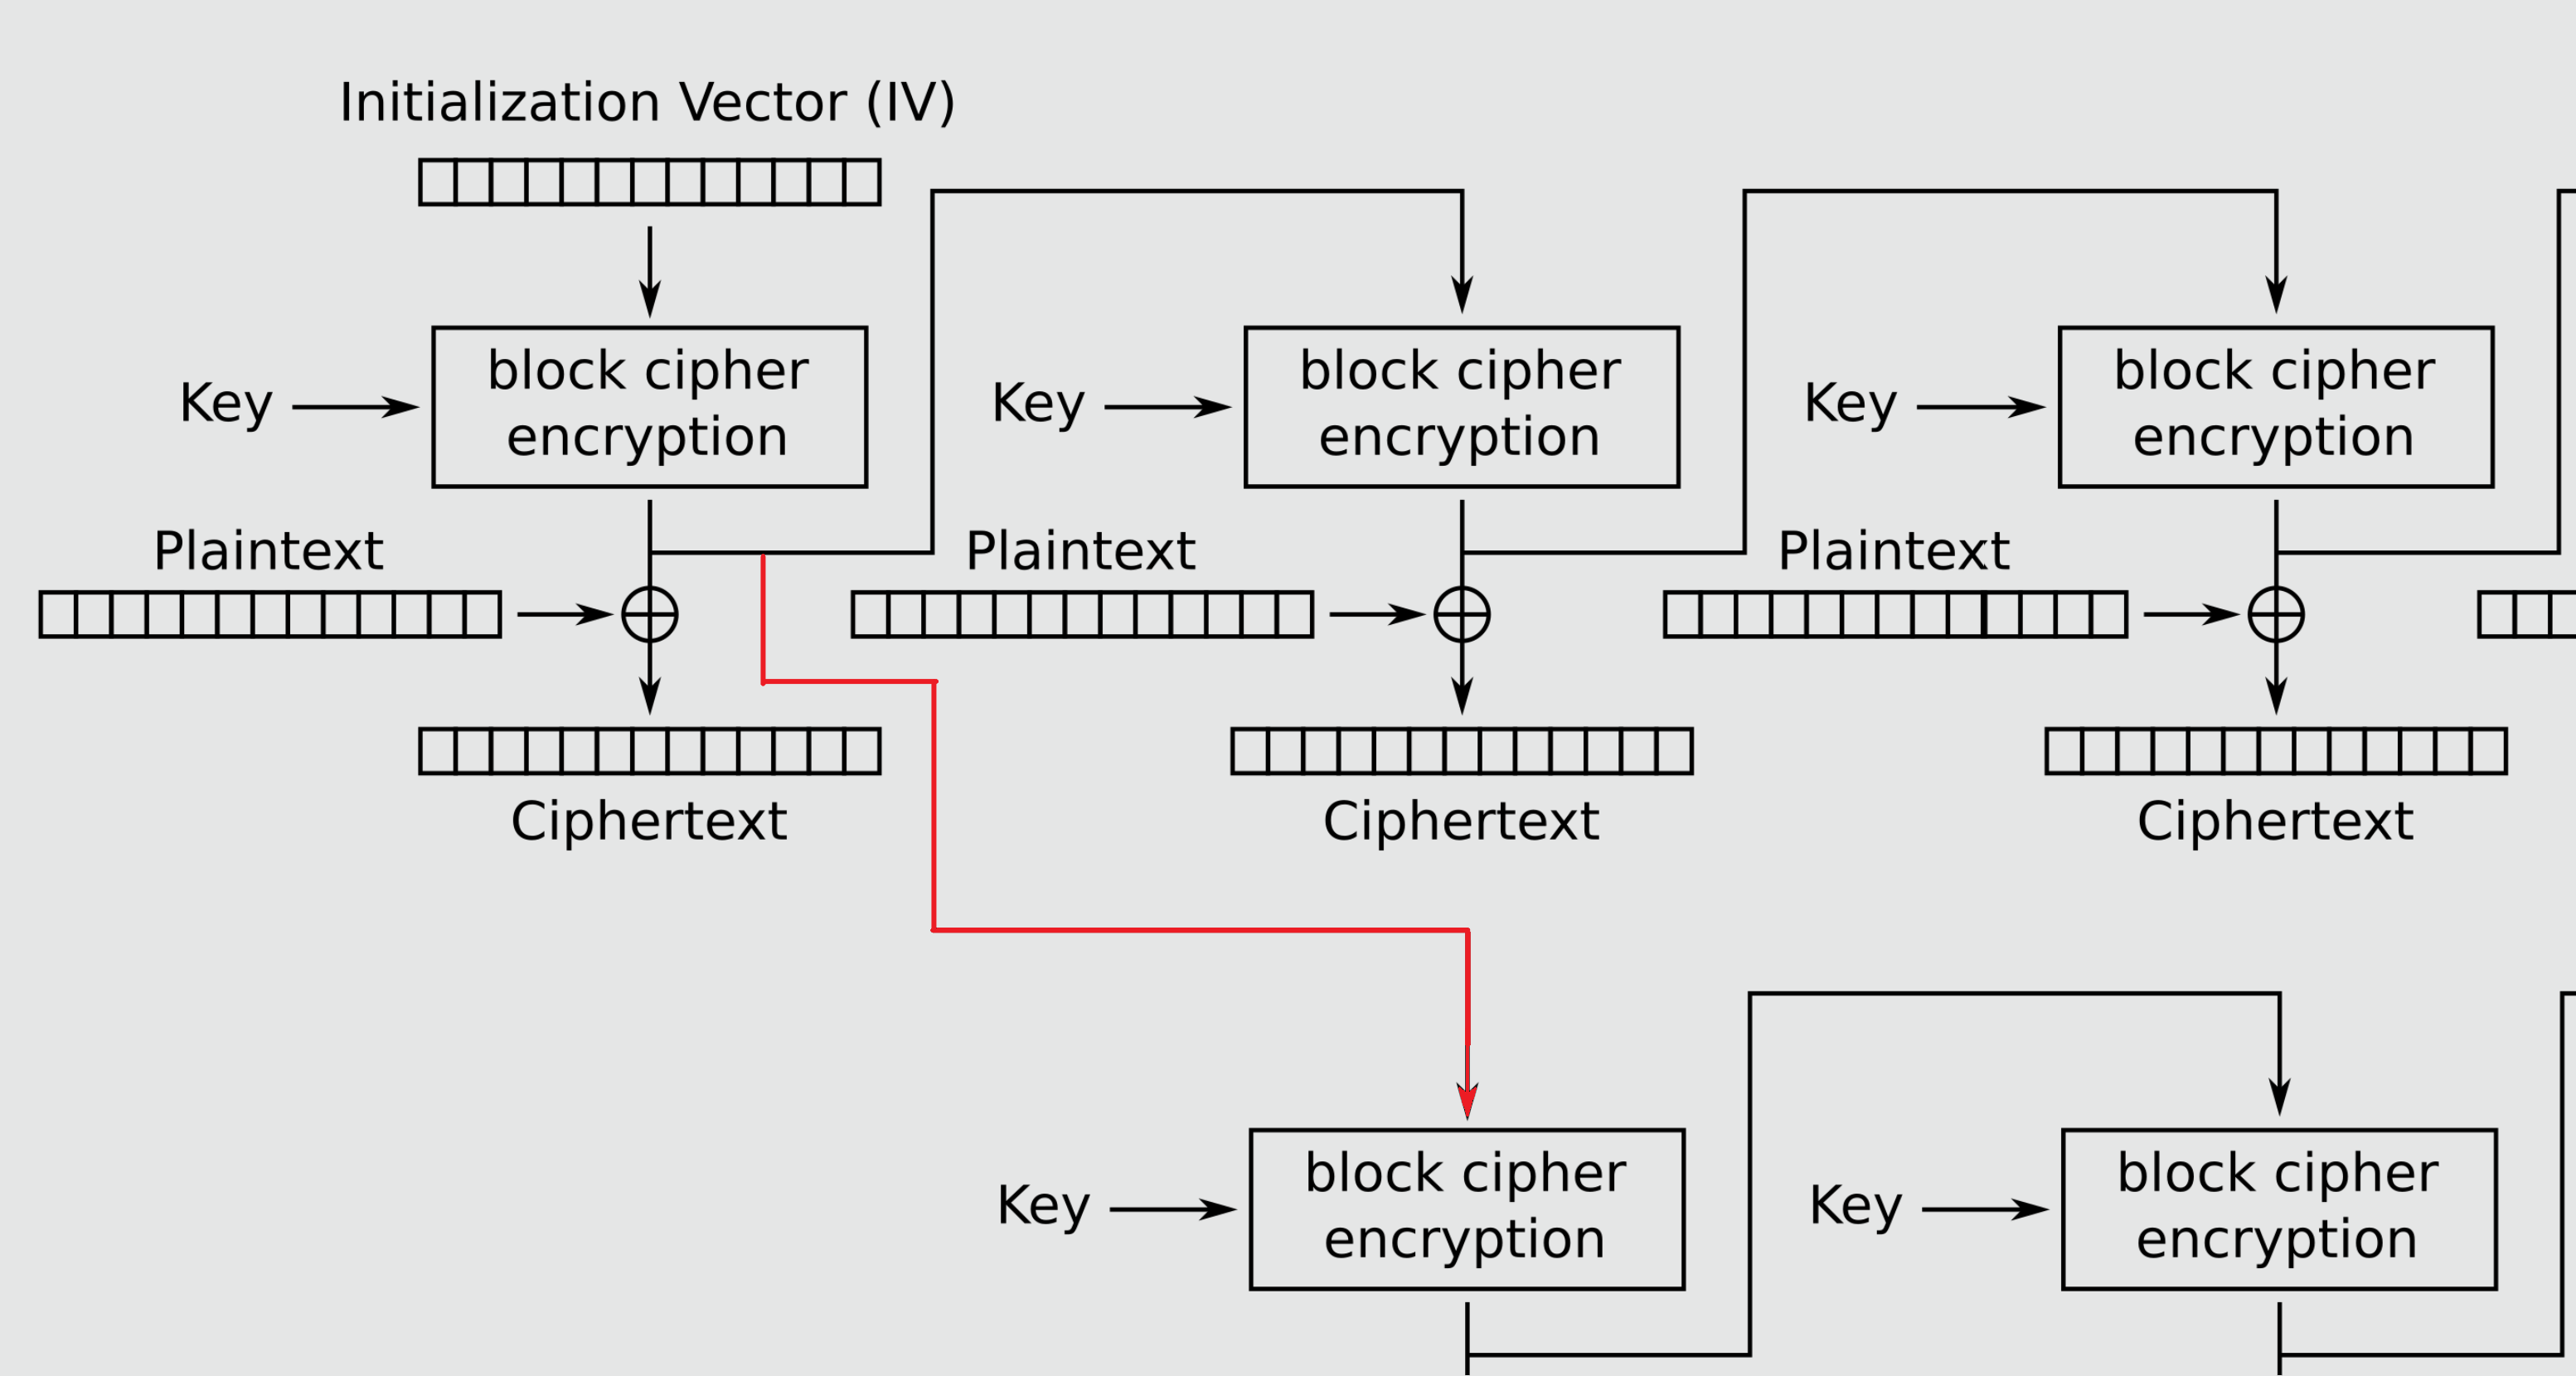 Initialization Vector (IV)
Key
block cipher
encryption
Key
block cipher
encryption
Key
block cipher
encryption
Plaintext
Plaintext
Plaintext
Ciphertext
Ciphertext
Ciphertext
Key
block cipher
encryption
Key
block cipher
encryption